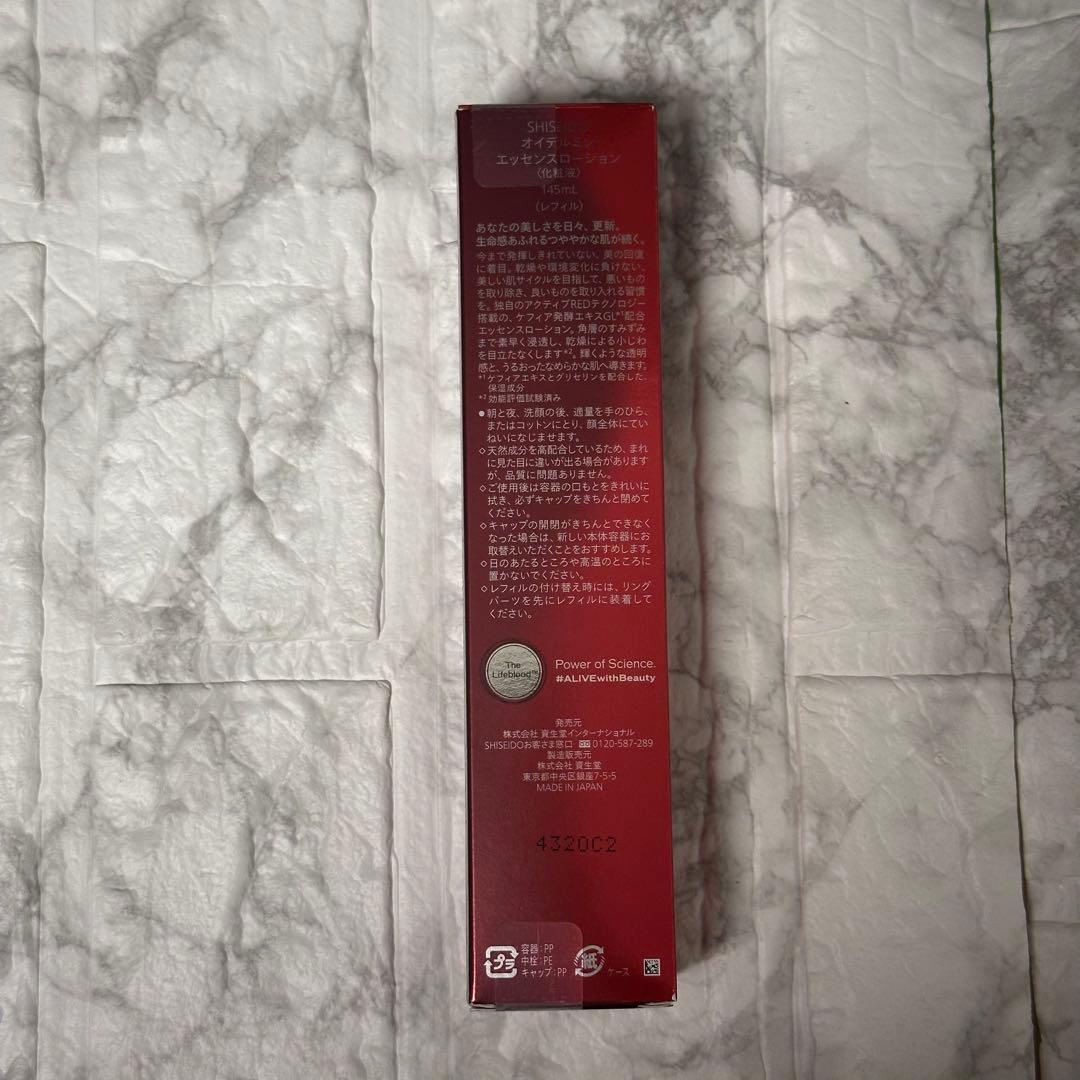 SHISEIDO
オイデルミン
エッセンスローション
〈化粧液〉
145mL
(レフィル)
あなたの美しさを日々、更新。
生命感あふれるつややかな肌が続く。
今まで発揮しきれていない、美の回復
に着目。乾燥や環境変化に負けない、
美しい肌サイクルを目指して、悪いもの
を取り除き、良いものを取り入れる習慣
を。独自のアクティブREDテクノロジー
搭載の、ケフィア発酵エキスGL*1配合
エッセンスローション。角層のすみずみ
まで素早く浸透し、乾燥による小じわ
を目立たなくします*2。輝くような透明
感と、うるおったなめらかな肌へ導きます。
*1 ケフィアエキスとグリセリンを配合した、
保湿成分
*2 効能評価試験済み
●朝と夜、洗顔の後、適量を手のひら、
またはコットンにとり、顔全体にてい
ねいになじませます。
◇天然成分を高配合しているため、まれ
に見た目に違いが出る場合があります
が、品質に問題ありません。
◇ご使用後は容器の口もとをきれいに
拭き、必ずキャップをきちんと閉めて
ください。
◇キャップの開閉がきちんとできなく
なった場合は、新しい本体容器にお
取替えいただくことをおすすめします。
◇日のあたるところや高温のところに
置かないでください。
◇レフィルの付け替え時には、リング
パーツを先にレフィルに装着して
ください。
The
Lifeblood™
Power of Science.
#ALIVEwithBeauty
発売元
株式会社 資生堂インターナショナル
SHISEIDOお客さま窓口 0120-587-289
製造販売元
株式会社 資生堂
東京都中央区銀座7-5-5
MADE IN JAPAN
4320C2
プラ
容器:PP
中栓:PE
キャップ:PP
紙
ケース